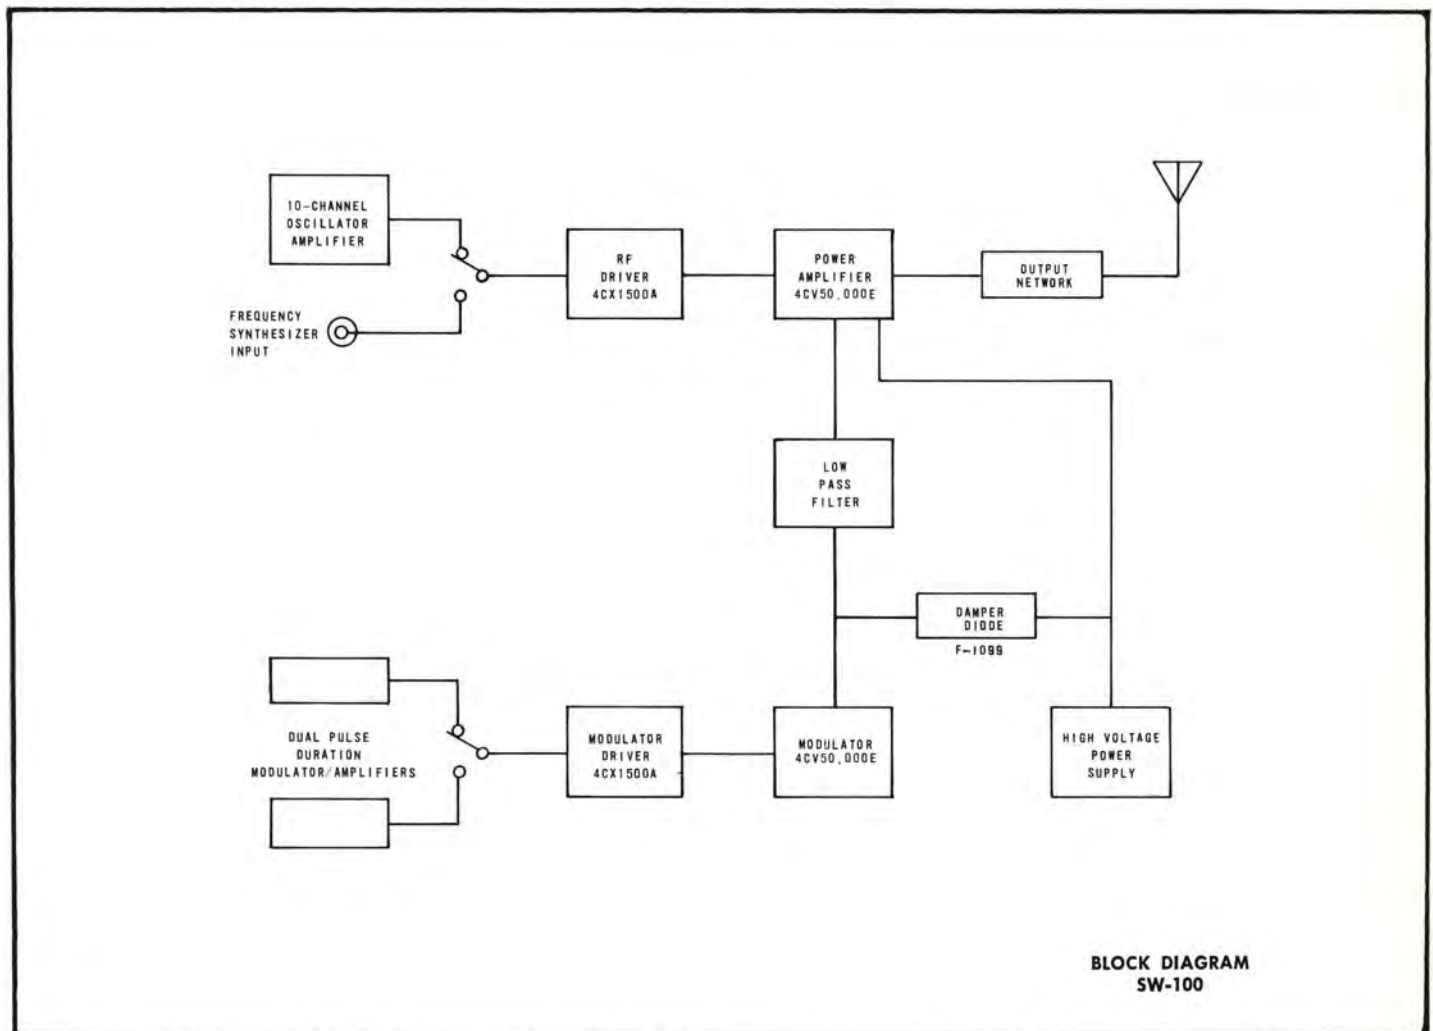 10-CHANNEL
OSCILLATOR
AMPLIFIER
FREQUENCY
SYNTHESIZER
INPUT
RF
DRIVER
4CX1500A
POWER
AMPLIFIER
4CV50,000E
OUTPUT
NETWORK
LOW
PASS
FILTER
DAMPER
DIODE
F-1099
DUAL PULSE
DURATION
MODULATOR/AMPLIFIERS
MODULATOR
DRIVER
4CX1500A
MODULATOR
4CV50,000E
HIGH VOLTAGE
POWER
SUPPLY
BLOCK DIAGRAM
SW-100